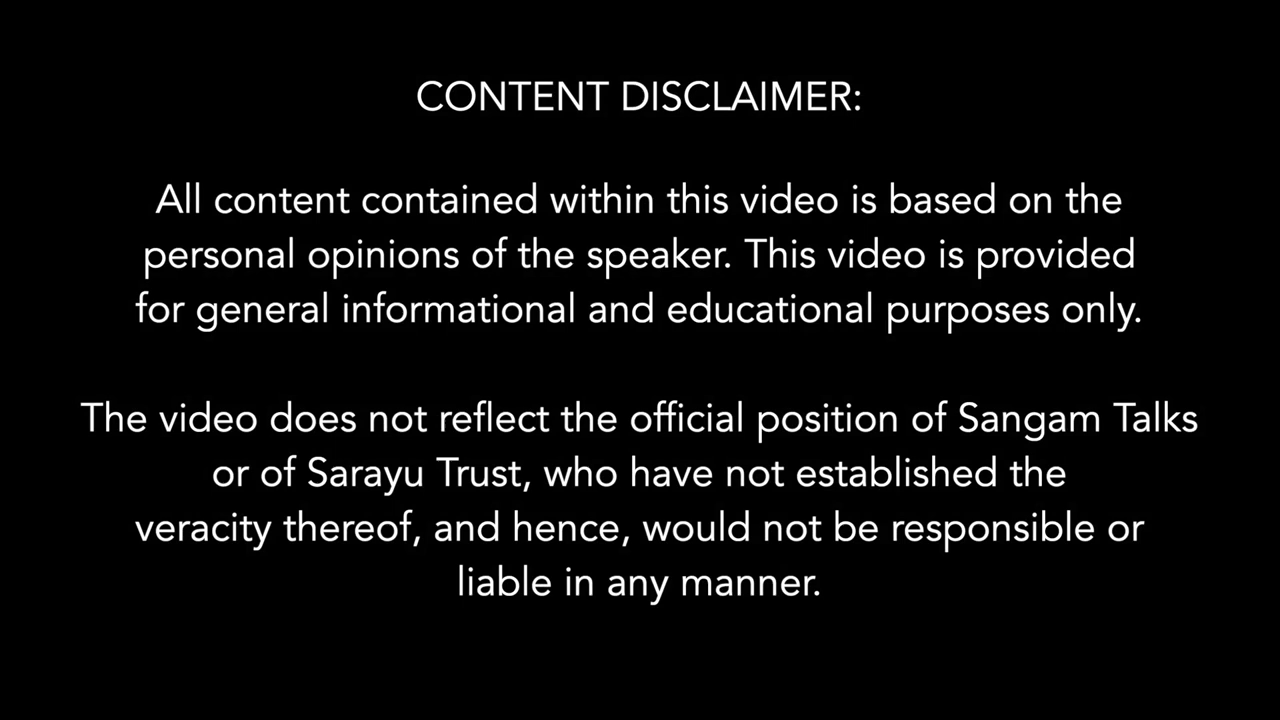 CONTENT DISCLAIMER:
All content contained within this video is based on the
personal opinions of the speaker. This video is provided
for general informational and educational purposes only.
The video does not reflect the official position of Sangam Talks
or of Sarayu Trust, who have not established the
veracity thereof, and hence, would not be responsible or
liable in any manner.